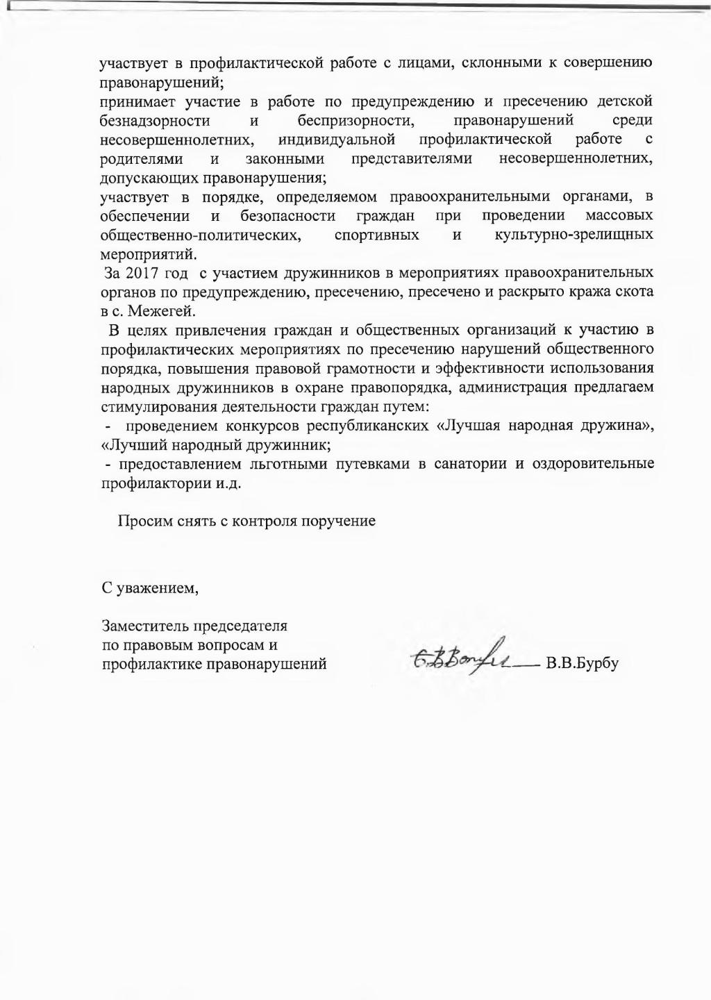 участвует в профилактической работе с лицами, склонными к совершению
правонарушений;
принимает участие в работе по предупреждению и пресечению детской
безнадзорности и беспризорности, правонарушений среди
несовершеннолетних, индивидуальной профилактической работе с
родителями и законными представителями несовершеннолетних,
допускающих правонарушения;
участвует в порядке, определяемом правоохранительными органами, в
обеспечении и безопасности граждан при проведении массовых
общественно-политических, спортивных и культурно-зрелищных
мероприятий.
За 2017 год с участием дружинников в мероприятиях правоохранительных
органов по предупреждению, пресечению, пресечено и раскрыто кража скота
в с. Межегей.
В целях привлечения граждан и общественных организаций к участию в
профилактических мероприятиях по пресечению нарушений общественного
порядка, повышения правовой грамотности и эффективности использования
народных дружинников в охране правопорядка, администрация предлагаем
стимулирования деятельности граждан путем:
- проведением конкурсов республиканских «Лучшая народная дружина»,
«Лучший народный дружинник;
- предоставлением льготными путевками в санатории и оздоровительные
профилактории и.д.
Просим снять с контроля поручение
С уважением,
Заместитель председателя
по правовым вопросам и
профилактике правонарушений В.В.Бурбу